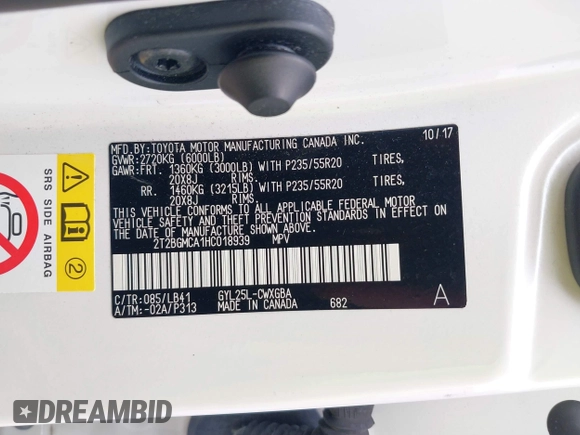 MFD.BY:TOYOTA MOTOR MANUFACTURING CANADA INC. 10/17
GVWR:2720KG (6000LB)
GAWR:FRT. 1360KG (3000LB) WITH P235/55R20 TIRES,
20X8J RIMS.
RR. 1460KG (3215LB) WITH P235/55R20 TIRES,
20X8J RIMS.
THIS VEHICLE CONFORMS TO ALL APPLICABLE FEDERAL MOTOR
VEHICLE SAFETY AND THEFT PREVENTION STANDARDS IN EFFECT
ON THE DATE OF MANUFACTURE SHOWN ABOVE.
2T2BGMCA1HC018939 MPV
C/TR:085/LB41 GYL25L-CWXGBA
A/TM:-02A/P313 MADE IN CANADA 682 A
SRS SIDE AIRBAG
2
DREAMBID